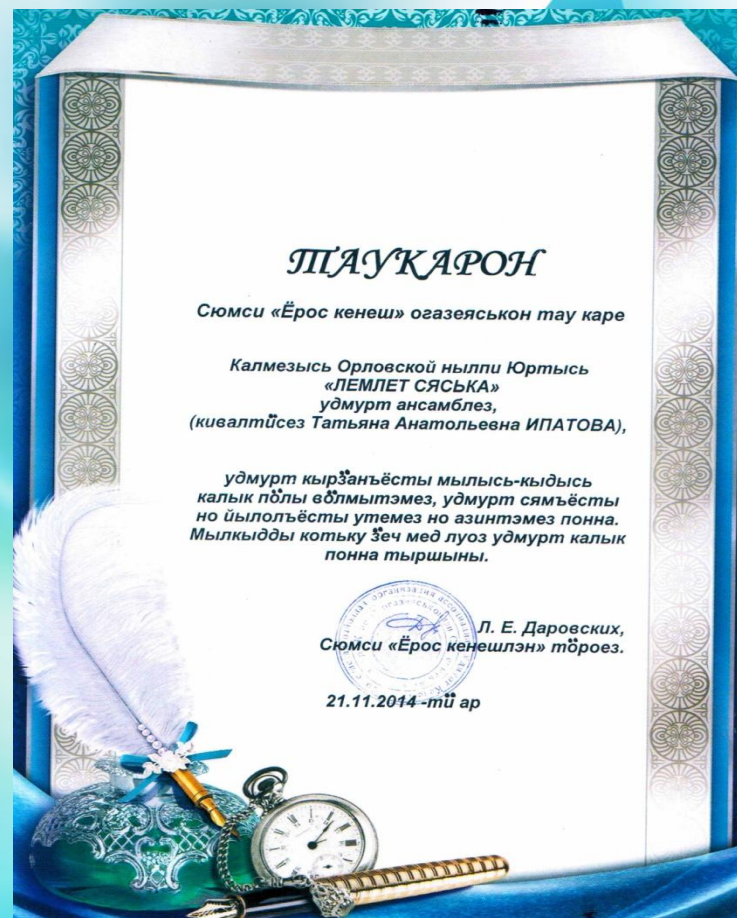 ТАУКАРОН
Сюмси «Ёрос кенеш» огазеяськон тау каре
Калмезысь Орловской нылпи Юртысь
«ЛЕМЛЕТ СЯСЬКА»
удмурт ансамблез,
(кивалтӥсез Татьяна Анатольевна ИПАТОВА),
удмурт кырӟанъёсты мылысь-кыдысь
калык пӧлы вӧлмытэмез, удмурт сямъёсты
но йылолъёсты утемез но азинтэмез понна.
Мылкыдды котьку ӟеч мед луоз удмурт калык
понна тыршыны.
Л. Е. Даровских,
Сюмси «Ёрос кенешлэн» тӧроез.
21.11.2014 -тӥ ар